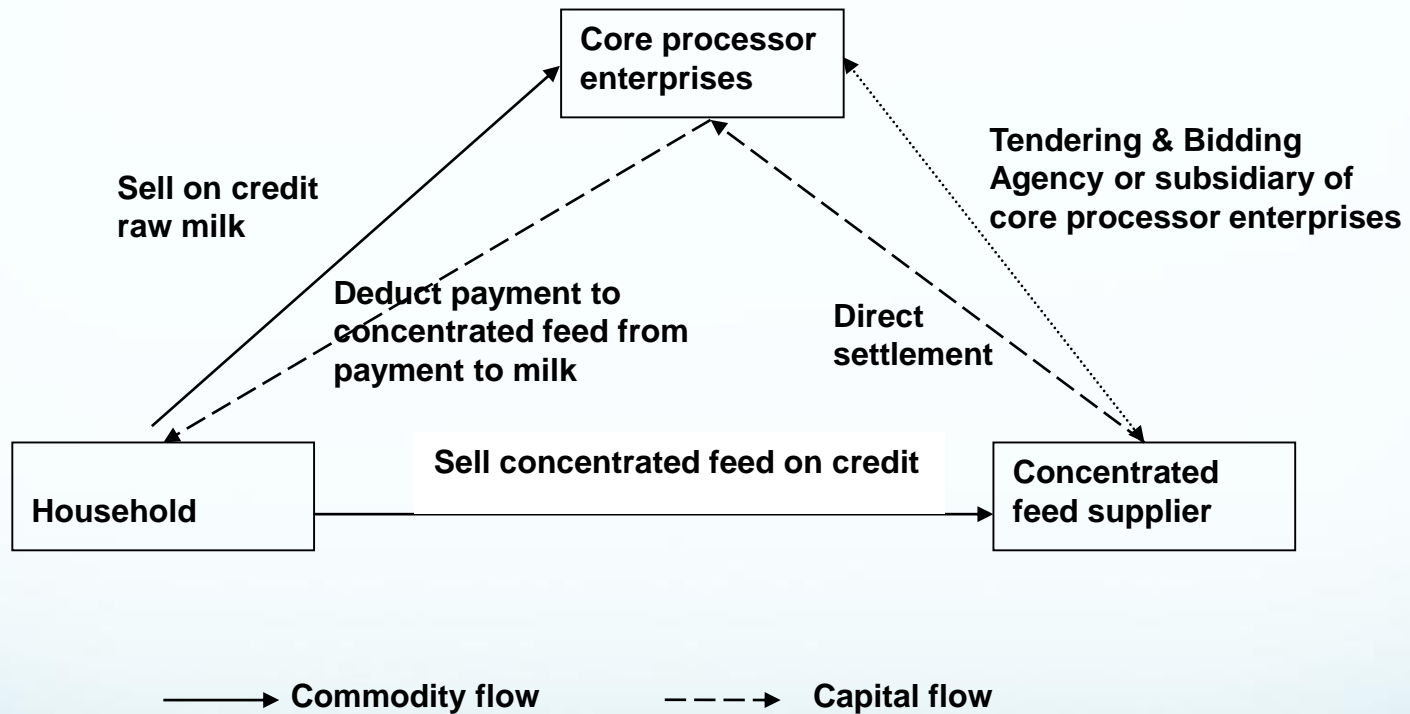 Core processor
enterprises
Tendering & Bidding
Agency or subsidiary of
core processor enterprises
Sell on credit
raw milk
Deduct payment to
concentrated feed from
payment to milk
Direct
settlement
Sell concentrated feed on credit
Household
Concentrated
feed supplier
Commodity flow
Capital flow